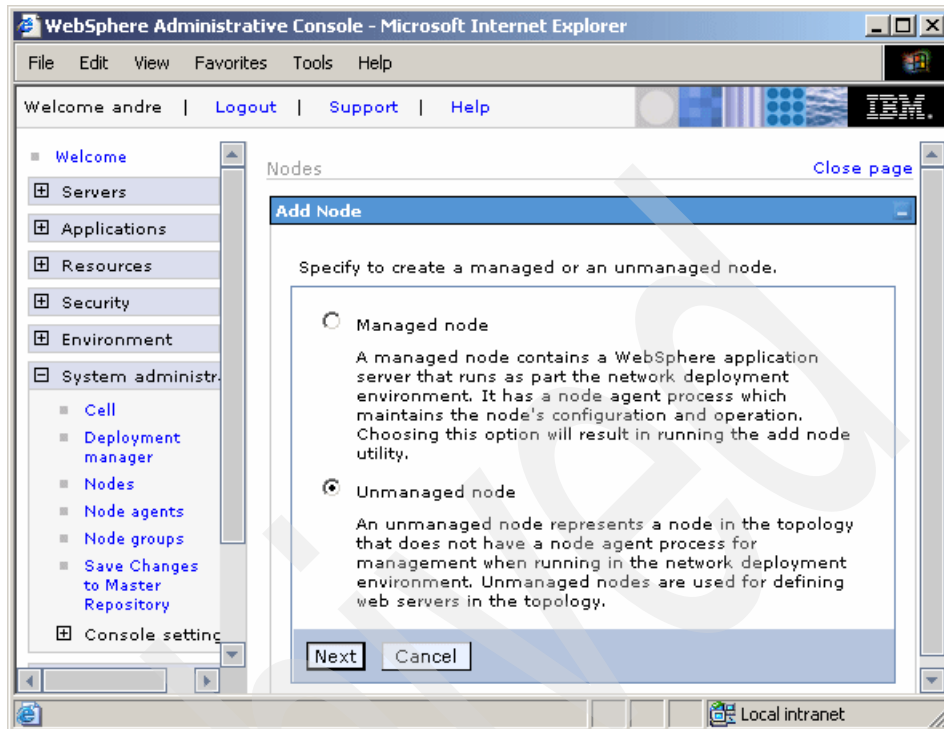 WebSphere Administrative Console - Microsoft Internet Explorer
File Edit View Favorites Tools Help
Welcome andre | Logout | Support | Help
IBM.
Welcome
Servers
Applications
Resources
Security
Environment
System administr
Cell
Deployment
manager
Nodes
Node agents
Node groups
Save Changes
to Master
Repository
Console setting
Nodes
Close page
Add Node
Specify to create a managed or an unmanaged node.
Managed node
A managed node contains a WebSphere application
server that runs as part the network deployment
environment. It has a node agent process which
maintains the node's configuration and operation.
Choosing this option will result in running the add node
utility.
Unmanaged node
An unmanaged node represents a node in the topology
that does not have a node agent process for
management when running in the network deployment
environment. Unmanaged nodes are used for defining
web servers in the topology.
Next Cancel
Local intranet